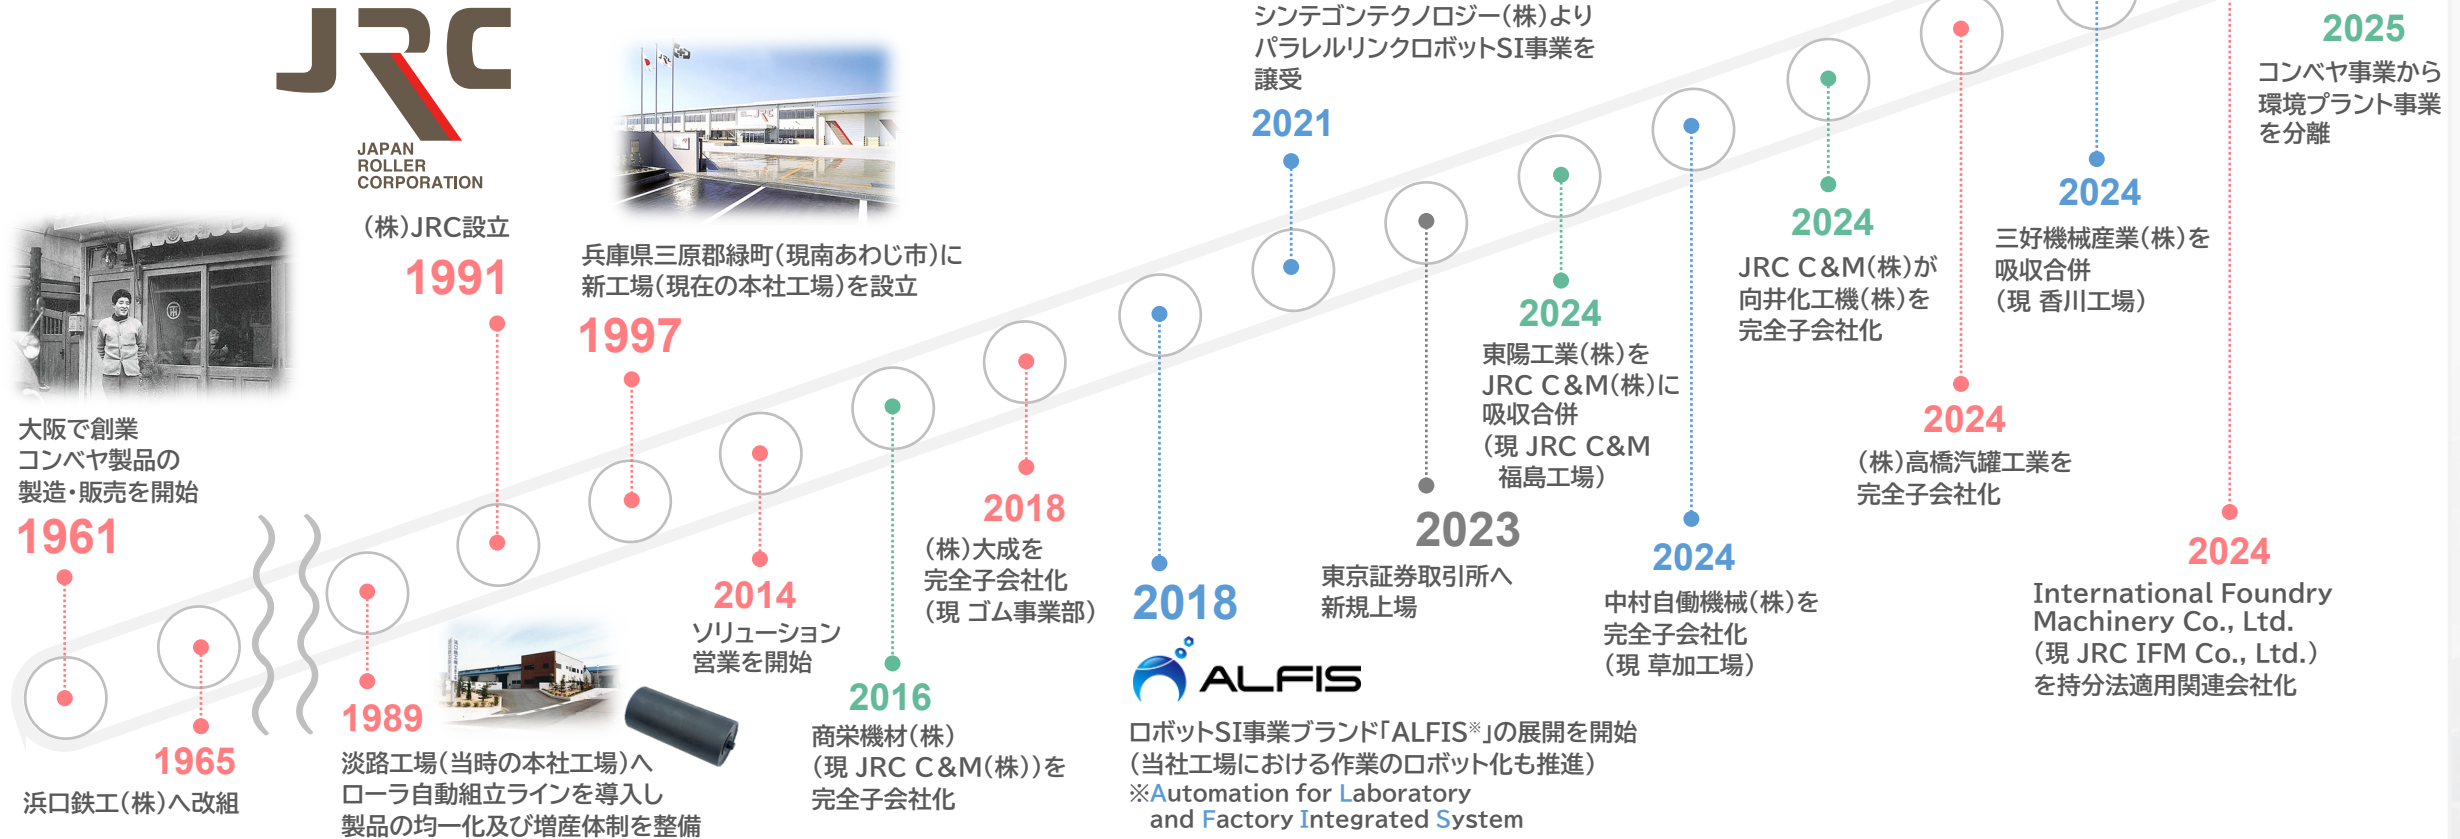 JRC
JAPAN
ROLLER
CORPORATION
大阪で創業
コンベヤ製品の
製造・販売を開始
1961
1965
浜口鉄工(株)へ改組
1989
淡路工場(当時の本社工場)へ
ローラ自動組立ラインを導入し
製品の均一化及び増産体制を整備
(株)JRC設立
1991
兵庫県三原郡緑町(現南あわじ市)に
新工場(現在の本社工場)を設立
1997
2014
ソリューション
営業を開始
2016
商栄機材(株)
(現 JRC C&M(株))を
完全子会社化
2018
(株)大成を
完全子会社化
(現 ゴム事業部)
2018
ALFIS
ロボットSI事業ブランド「ALFIS※」の展開を開始
(当社工場における作業のロボット化も推進)
※Automation for Laboratory
and Factory Integrated System
シンテゴンテクノロジー(株)より
パラレルリンクロボットSI事業を
譲受
2021
2023
東京証券取引所へ
新規上場
2024
東陽工業(株)を
JRC C&M(株)に
吸収合併
(現 JRC C&M
福島工場)
2024
中村自働機械(株)を
完全子会社化
(現 草加工場)
2024
JRC C&M(株)が
向井化工機(株)を
完全子会社化
2024
(株)高橋汽罐工業を
完全子会社化
2024
三好機械産業(株)を
吸収合併
(現 香川工場)
2024
International Foundry
Machinery Co., Ltd.
(現 JRC IFM Co., Ltd.)
を持分法適用関連会社化
2025
コンベヤ事業から
環境プラント事業
を分離